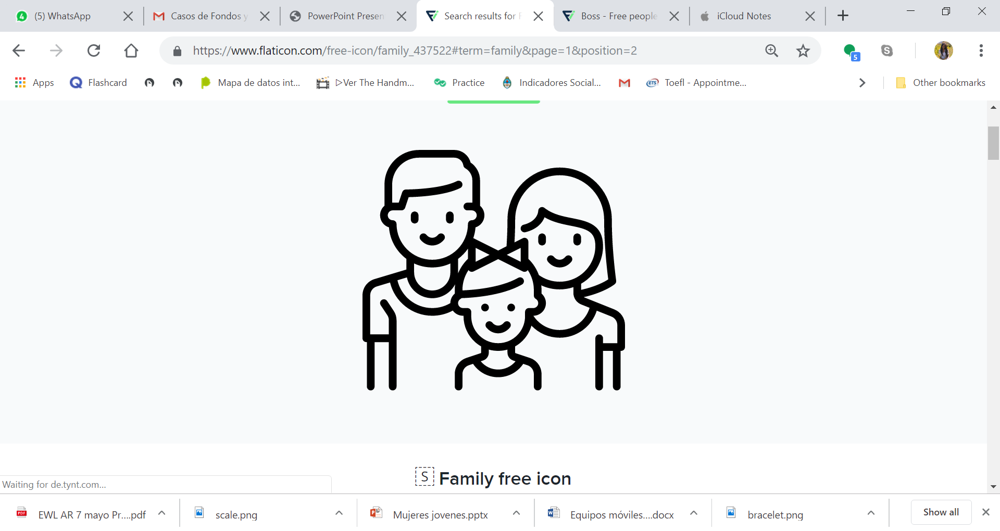 4 (5) WhatsApp
Casos de Fondos y
PowerPoint Presen
Search results for F
Boss - Free people
iCloud Notes
https://www.flaticon.com/free-icon/family_437522#term=family&page=1&position=2
5
S
Apps
Flashcard
Mapa de datos int...
▷Ver The Handm...
Practice
Indicadores Social...
ETS Toefl - Appointme...
Other bookmarks
S Family free icon
Waiting for de.tynt.com...
PDF EWL AR 7 mayo Pr....pdf
scale.png
Mujeres jovenes.pptx
Equipos móviles....docx
bracelet.png
Show all